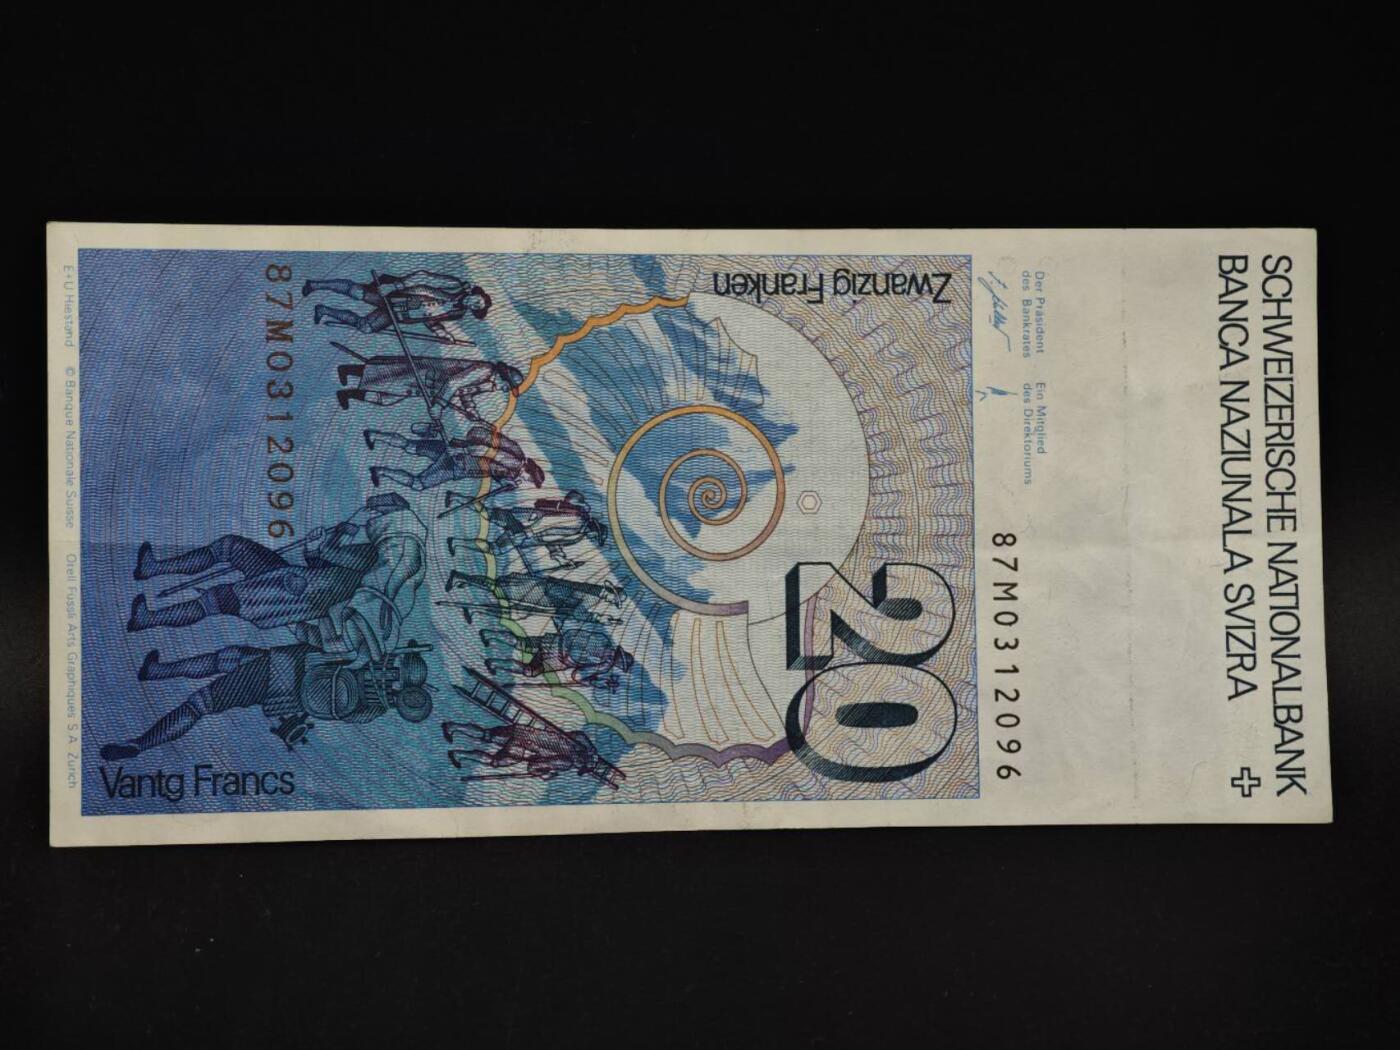 SCHWEIZERISCHE NATIONALBANK
BANCA NAZIUNALA SVIZRA
Der Präsident
des Bankrates
Ein Mitglied
des Direktoriums
87M0312096
20
Zwanzig Franken
87M0312096
Vantg Francs
E+U Hiestand © Banque Nationale Suisse Orell Füssli Arts Graphiques S.A. Zurich